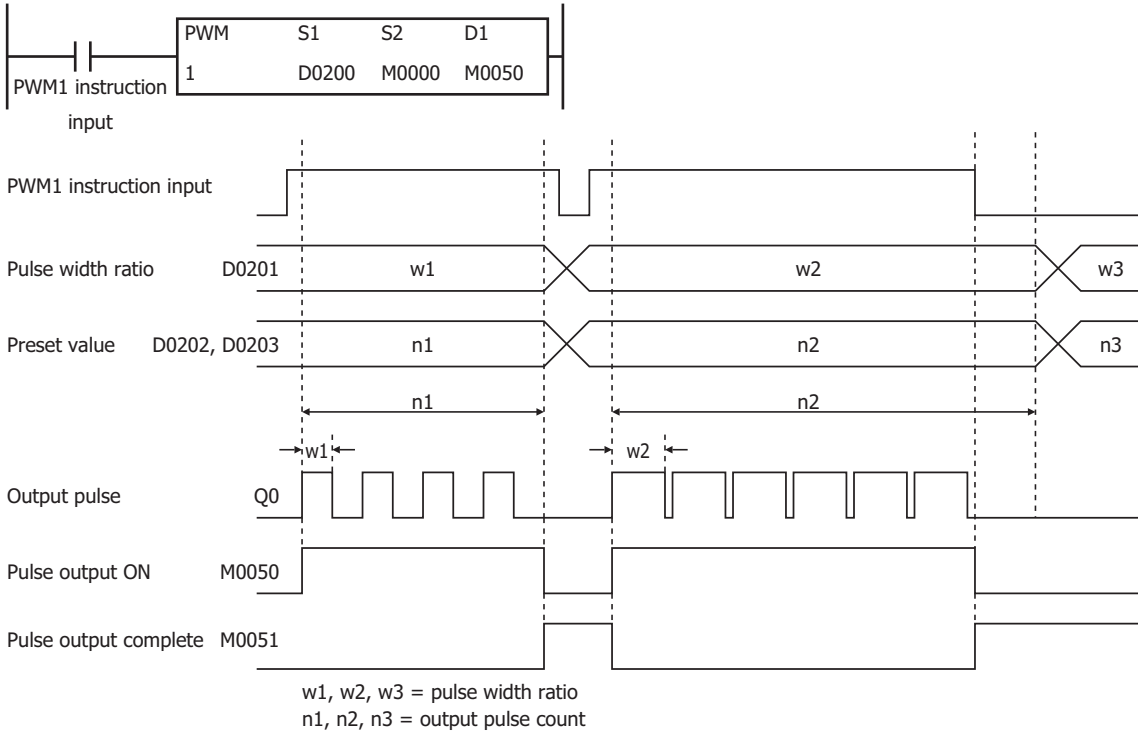 PWM S1 S2 D1
1 D0200 M0000 M0050
PWM1 instruction
input
PWM1 instruction input
Pulse width ratio D0201 w1 w2 w3
Preset value D0202, D0203 n1 n2 n3
n1 n2
w1 w2
Output pulse Q0
Pulse output ON M0050
Pulse output complete M0051
w1, w2, w3 = pulse width ratio
n1, n2, n3 = output pulse count